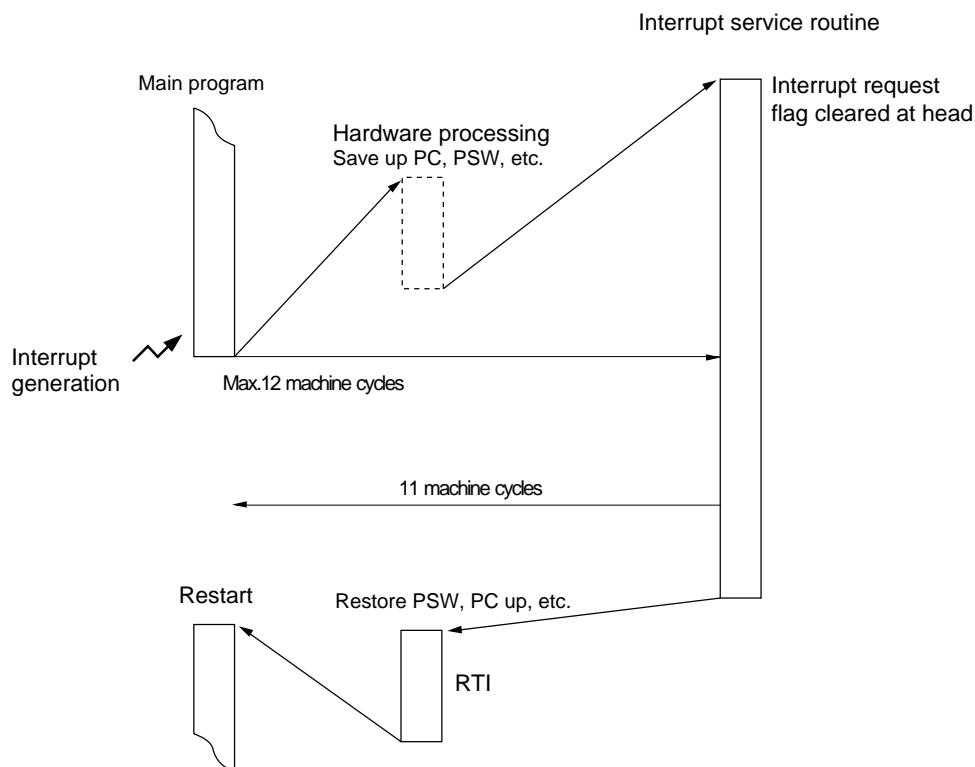 Interrupt service routine
Main program
Interrupt request
flag cleared at head
Hardware processing
Save up PC, PSW, etc.
Interrupt
generation
Max.12 machine cycles
11 machine cycles
Restart
Restore PSW, PC up, etc.
RTI